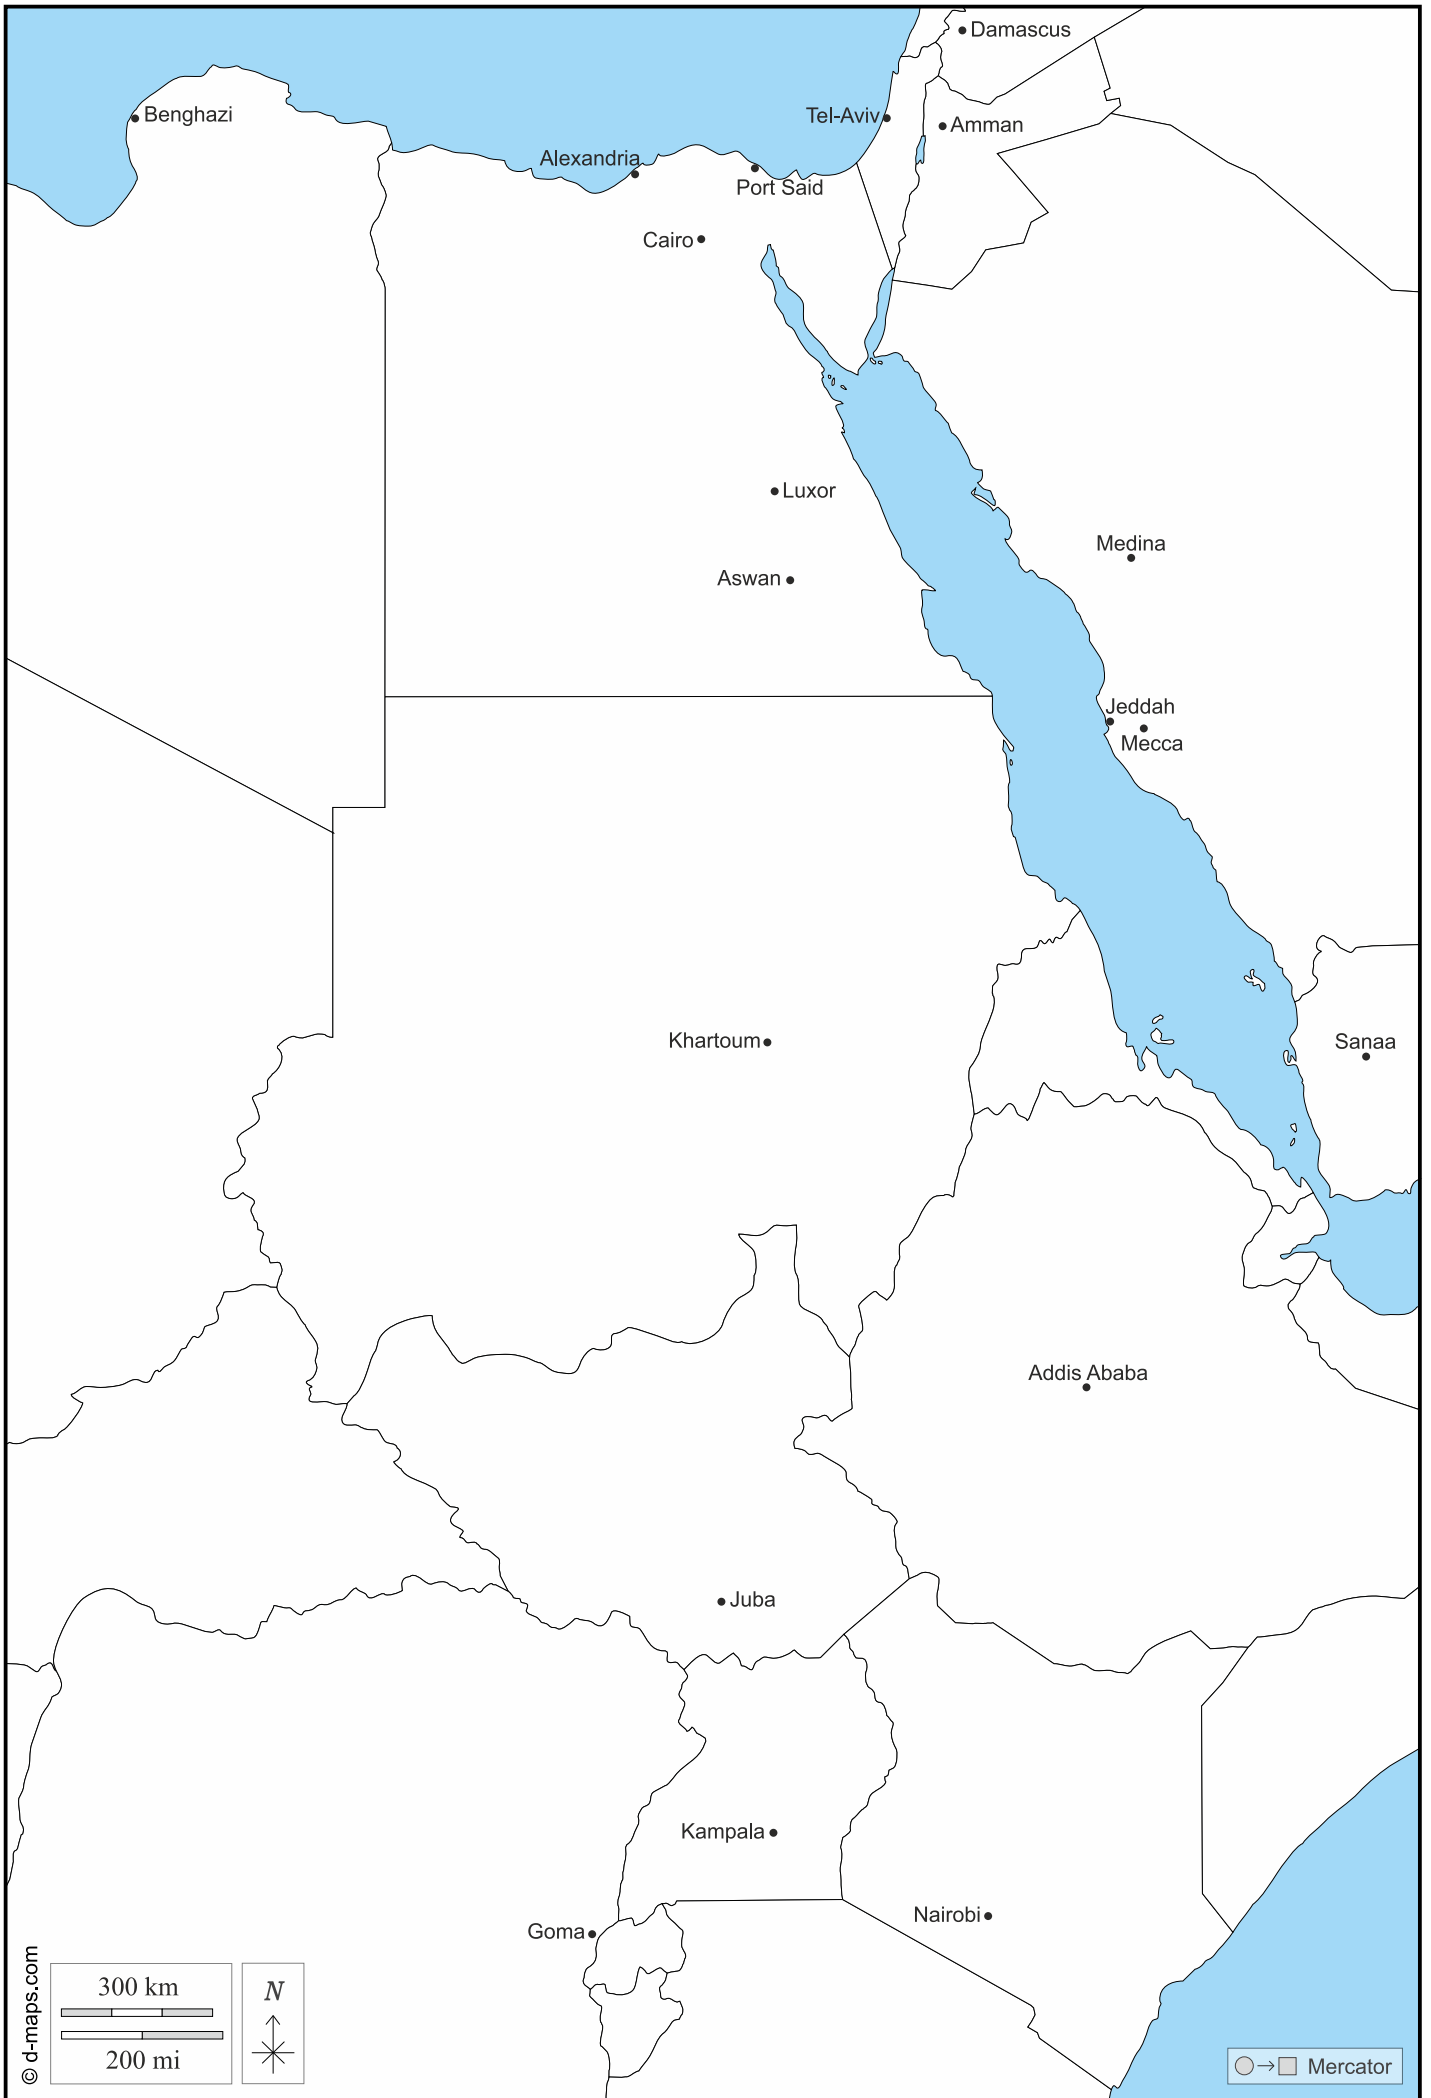 Damascus
Benghazi
Tel-Aviv
Amman
Alexandria
Port Said
Cairo
Luxor
Medina
Aswan
Jeddah
Mecca
Khartoum
Sanaa
Addis Ababa
Juba
Kampala
Nairobi
Goma
© d-maps.com
300 km
200 mi
N
Mercator